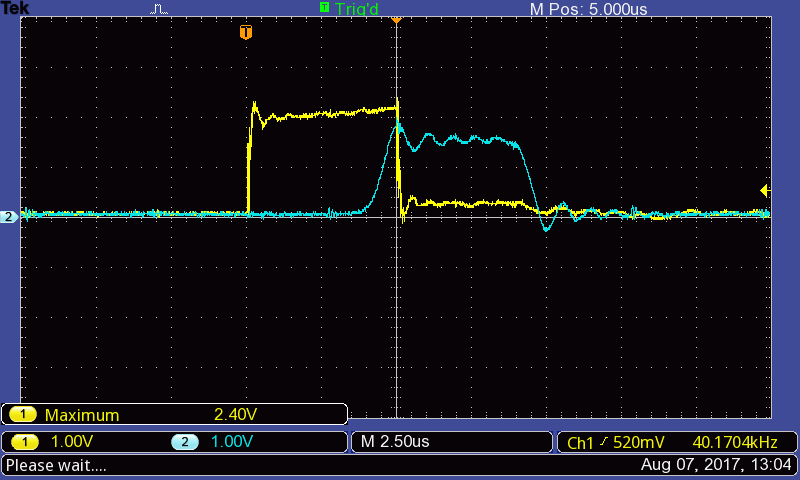 Tek T Trig'd M Pos: 5.000us
T
2
1 Maximum 2.40V
1 1.00V 2 1.00V M 2.50us Ch1 520mV 40.1704kHz
Please wait.... Aug 07, 2017, 13:04